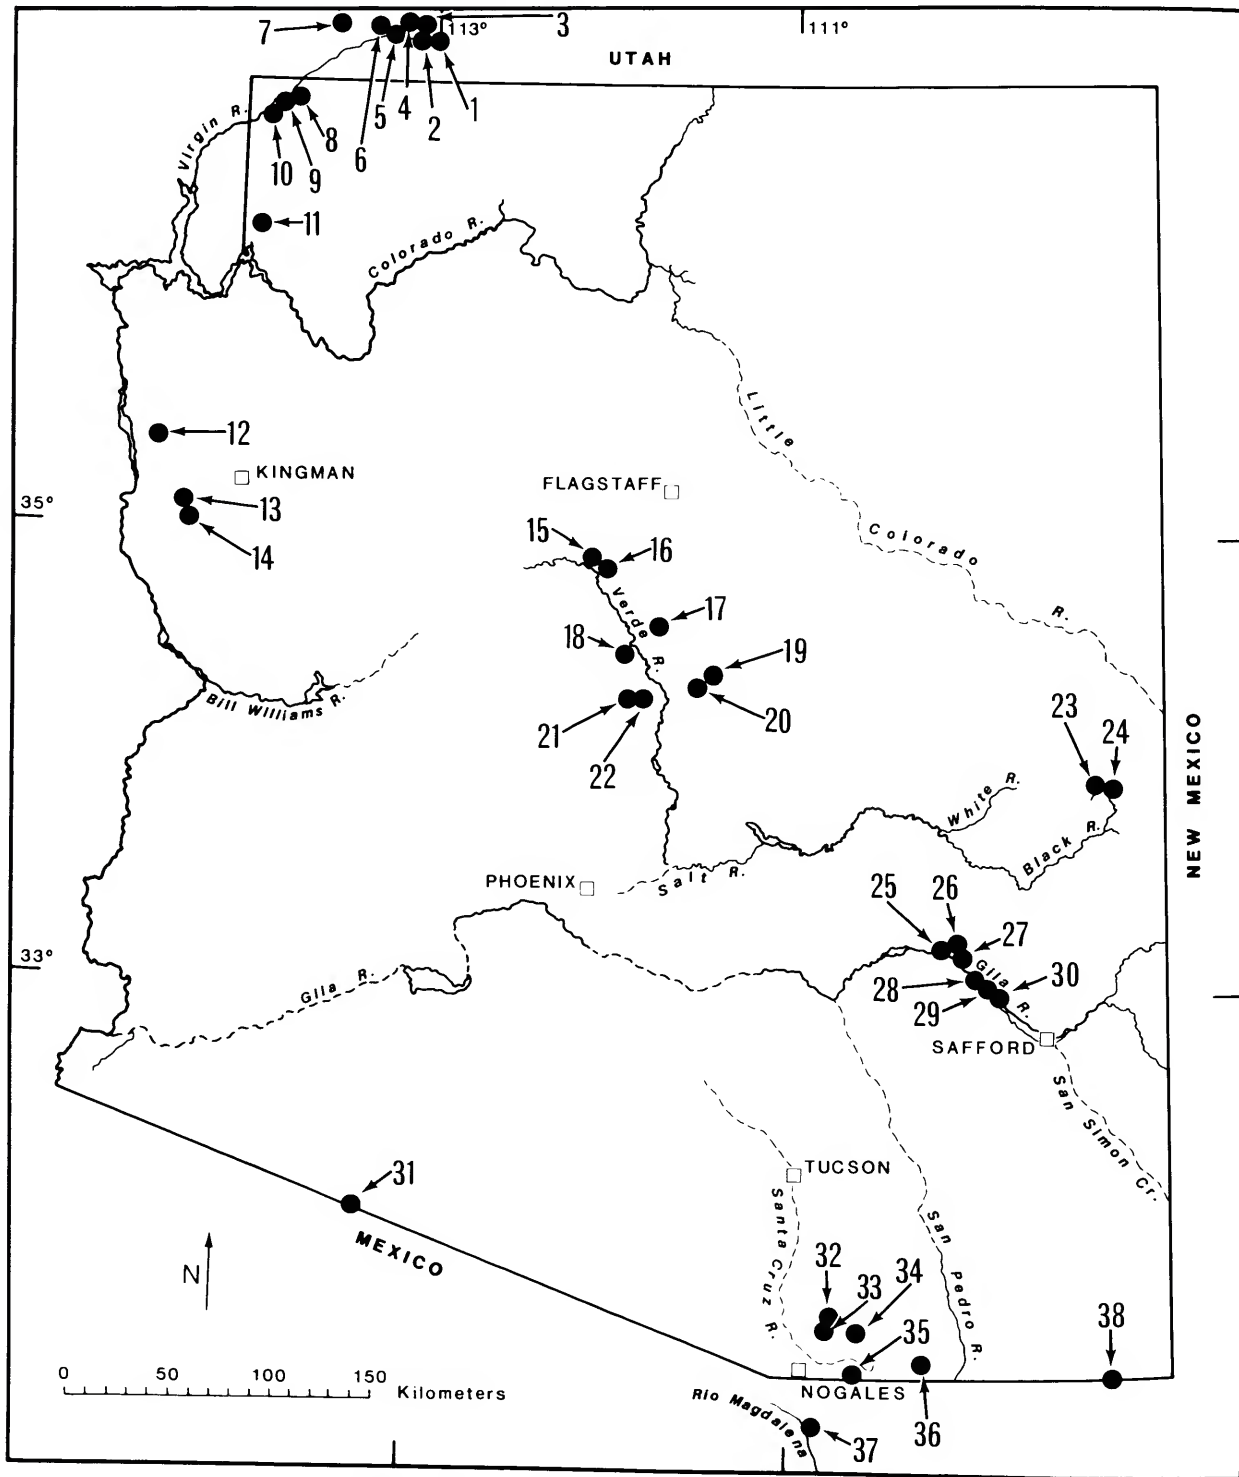 7
3
113°
111°
UTAH
5
4
2
1
6
8
10
9
Virgin R.
11
Colorado R.
12
KINGMAN
FLAGSTAFF
35°
13
14
15
16
Little
Colorado
R.
17
Verde R.
18
19
20
Bill Williams R.
21
22
23
24
NEW MEXICO
White R.
Black R.
PHOENIX
Salt R.
25
26
27
33°
Gila R.
Gila R.
28
30
29
SAFFORD
San Simon Cr.
31
TUCSON
MEXICO
Santa Cruz R.
San Pedro R.
N
32
33
34
35
38
0 50 100 150 Kilometers
NOGALES
36
Rio Magdalena
37